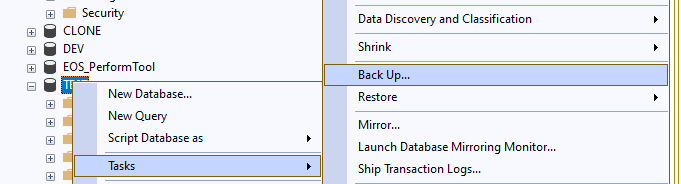 Security
CLONE
DEV
EOS_PerformTool
New Database...
New Query
Script Database as
Tasks
Data Discovery and Classification
Shrink
Back Up...
Restore
Mirror...
Launch Database Mirroring Monitor...
Ship Transaction Logs...